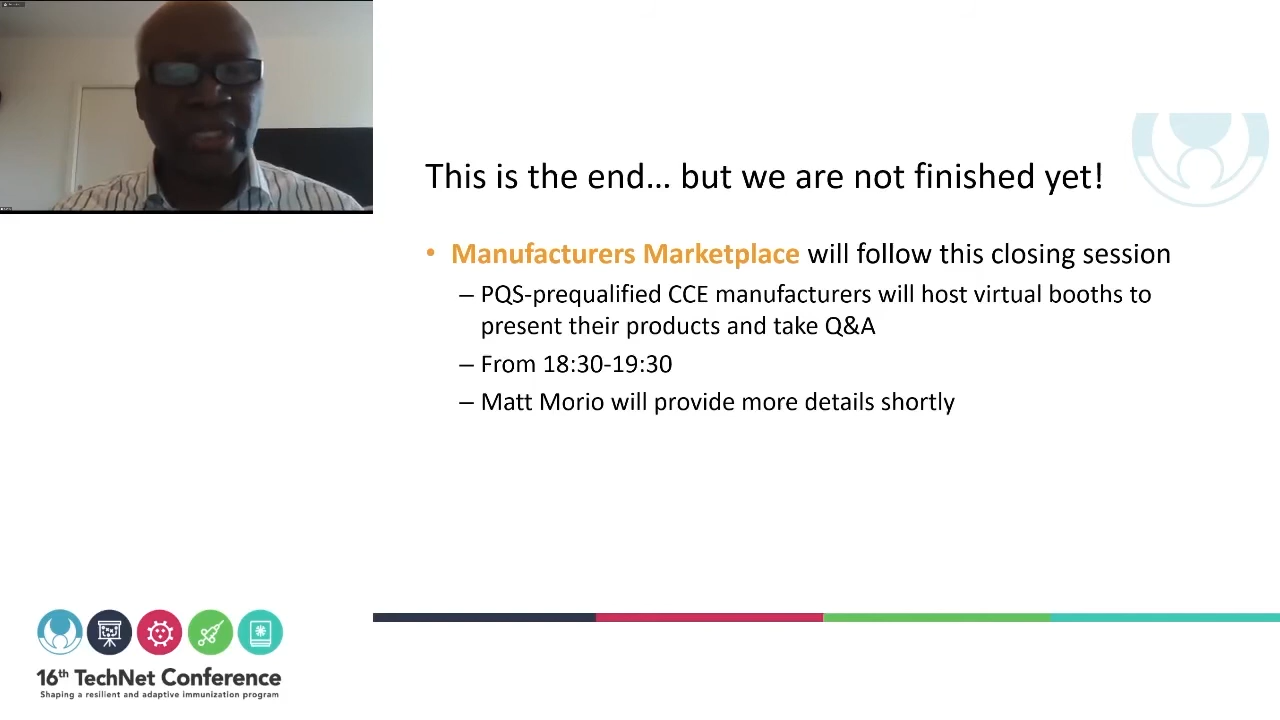 This is the end… but we are not finished yet!
• Manufacturers Marketplace will follow this closing session
– PQS-prequalified CCE manufacturers will host virtual booths to
present their products and take Q&A
– From 18:30-19:30
– Matt Morio will provide more details shortly
16th TechNet Conference
Shaping a resilient and adaptive immunization program